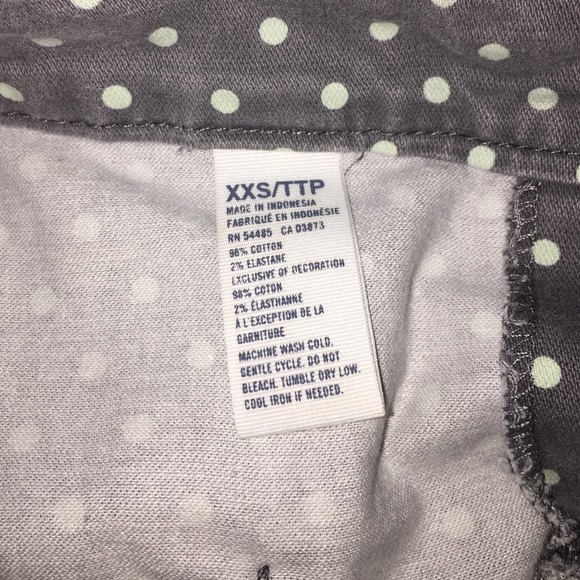 XXS/TTP
MADE IN INDONESIA
FABRIQUÉ EN INDONÉSIE
RN 54485 CA 03873
98% COTTON
2% ELASTANE
EXCLUSIVE OF DECORATION
98% COTON
2% ÉLASTHANNE
À L'EXCEPTION DE LA
GARNITURE
MACHINE WASH COLD,
GENTLE CYCLE. DO NOT
BLEACH. TUMBLE DRY LOW.
COOL IRON IF NEEDED.